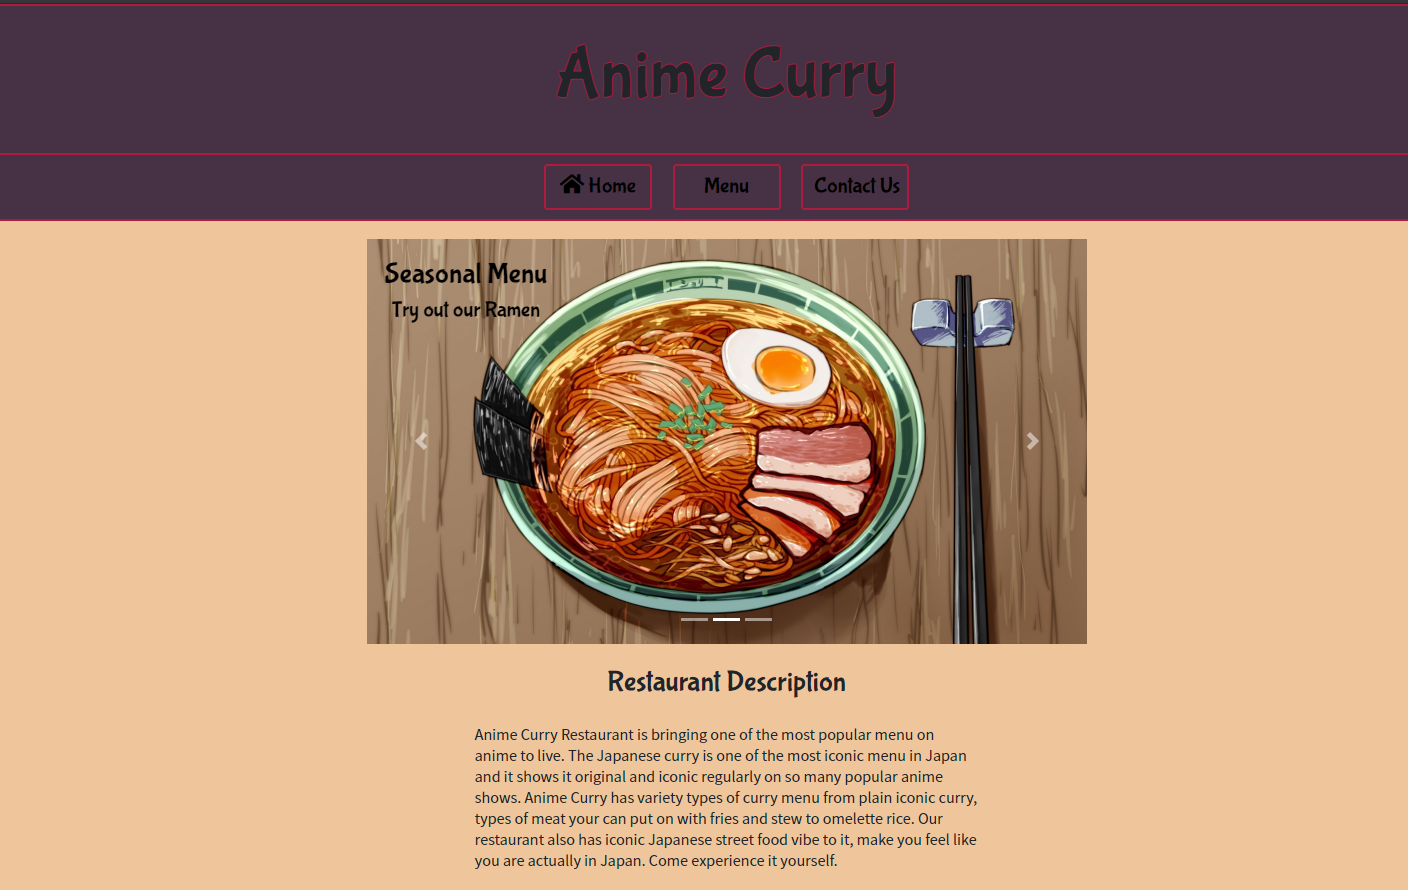 Anime Curry
Home
Menu
Contact Us
Seasonal Menu
Try out our Ramen
Restaurant Description
Anime Curry Restaurant is bringing one of the most popular menu on
anime to live. The Japanese curry is one of the most iconic menu in Japan
and it shows it original and iconic regularly on so many popular anime
shows. Anime Curry has variety types of curry menu from plain iconic curry,
types of meat your can put on with fries and stew to omelette rice. Our
restaurant also has iconic Japanese street food vibe to it, make you feel like
you are actually in Japan. Come experience it yourself.